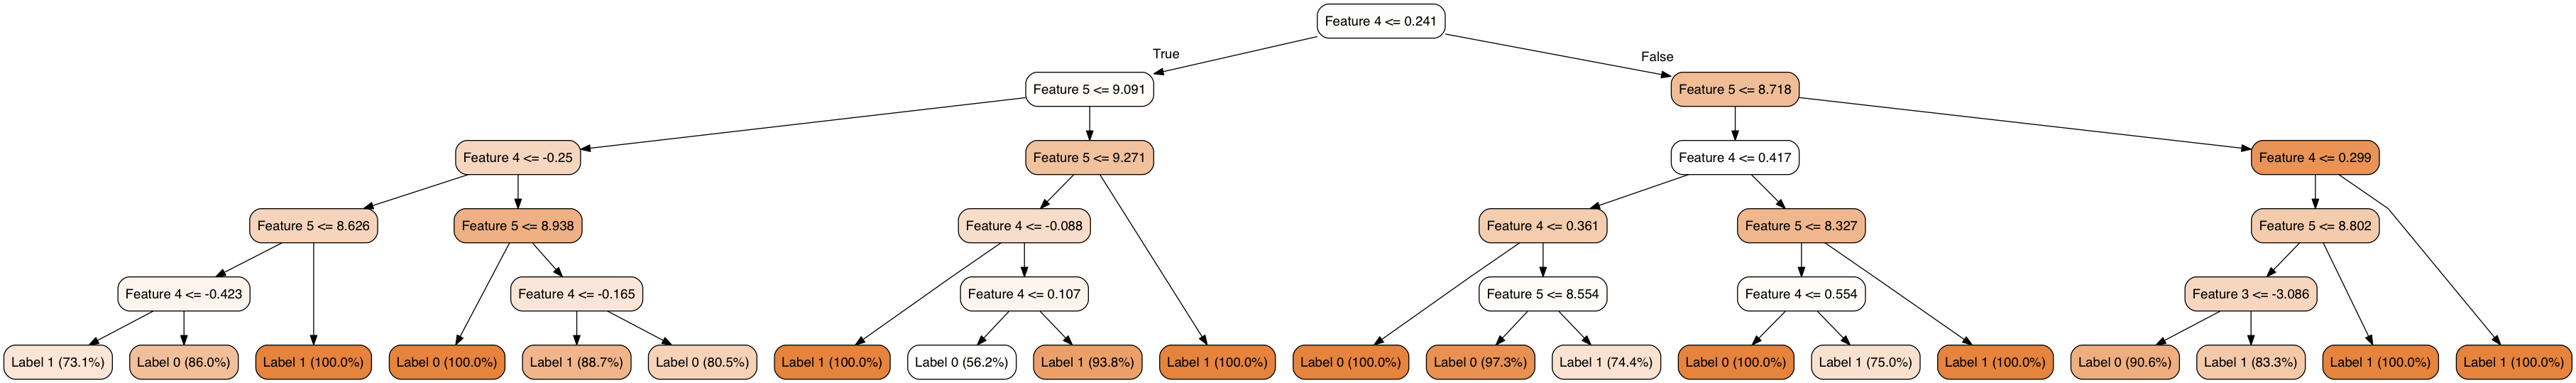 Feature 4 <= 0.241
True
False
Feature 5 <= 9.091
Feature 5 <= 8.718
Feature 4 <= -0.25
Feature 5 <= 9.271
Feature 4 <= 0.417
Feature 4 <= 0.299
Feature 5 <= 8.626
Feature 5 <= 8.938
Feature 4 <= -0.088
Feature 4 <= 0.361
Feature 5 <= 8.327
Feature 5 <= 8.802
Feature 4 <= -0.423
Feature 4 <= -0.165
Feature 4 <= 0.107
Feature 5 <= 8.554
Feature 4 <= 0.554
Feature 3 <= -3.086
Label 1 (73.1%)
Label 0 (86.0%)
Label 1 (100.0%)
Label 0 (100.0%)
Label 1 (88.7%)
Label 0 (80.5%)
Label 1 (100.0%)
Label 0 (56.2%)
Label 1 (93.8%)
Label 1 (100.0%)
Label 0 (100.0%)
Label 0 (97.3%)
Label 1 (74.4%)
Label 0 (100.0%)
Label 1 (75.0%)
Label 1 (100.0%)
Label 0 (90.6%)
Label 1 (83.3%)
Label 1 (100.0%)
Label 1 (100.0%)